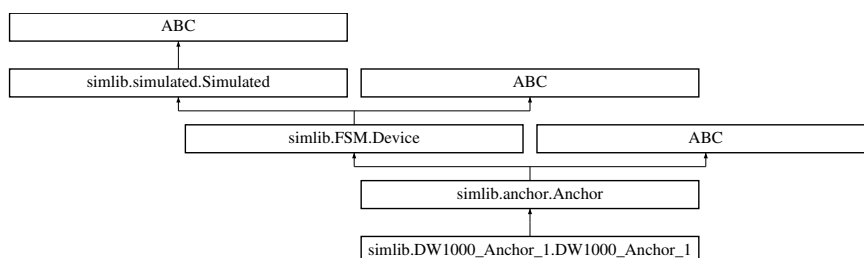 ABC
simlib.simulated.Simulated
ABC
simlib.FSM.Device
ABC
simlib.anchor.Anchor
simlib.DW1000_Anchor_1.DW1000_Anchor_1